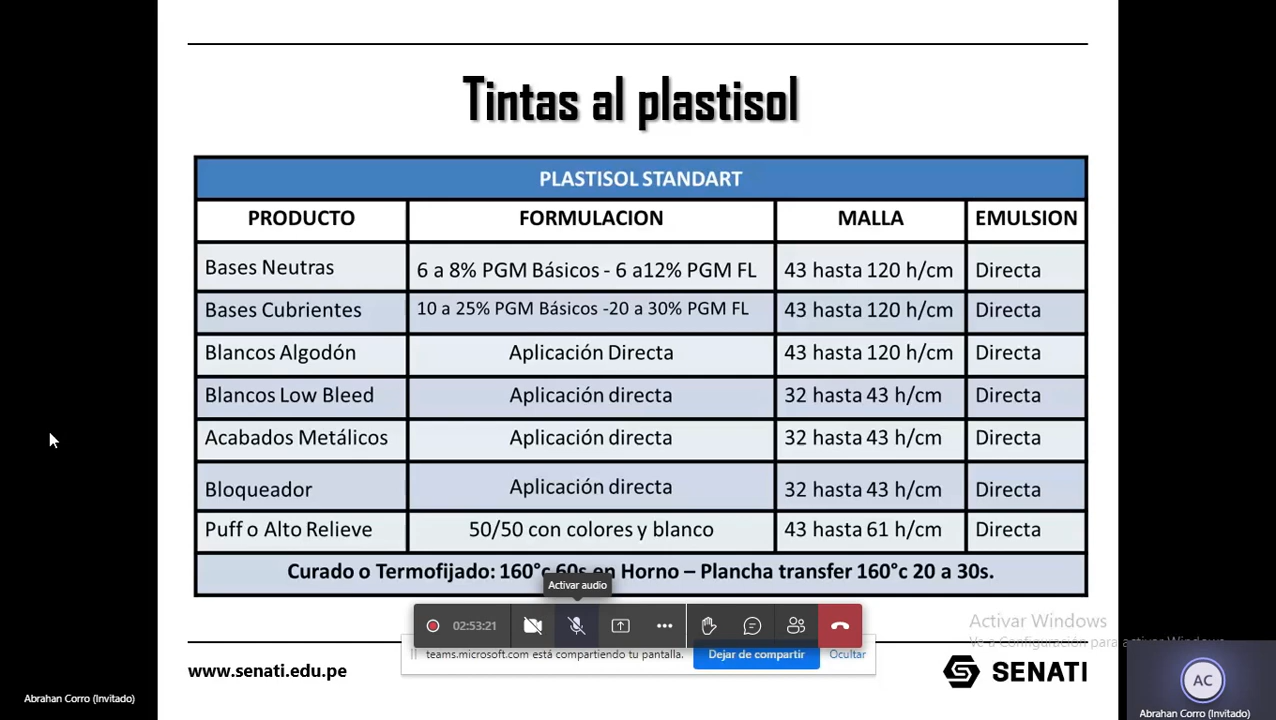 Tintas al plastisol
PLASTISOL STANDART
PRODUCTO FORMULACION MALLA EMULSION
Bases Neutras 6 a 8% PGM Básicos - 6 a12% PGM FL 43 hasta 120 h/cm Directa
Bases Cubrientes 10 a 25% PGM Básicos -20 a 30% PGM FL 43 hasta 120 h/cm Directa
Blancos Algodón Aplicación Directa 43 hasta 120 h/cm Directa
Blancos Low Bleed Aplicación directa 32 hasta 43 h/cm Directa
Acabados Metálicos Aplicación directa 32 hasta 43 h/cm Directa
Bloqueador Aplicación directa 32 hasta 43 h/cm Directa
Puff o Alto Relieve 50/50 con colores y blanco 43 hasta 61 h/cm Directa
Curado o Termofijado: 160°c 60s en Horno – Plancha transfer 160°c 20 a 30s.
Activar audio
02:53:21
Activar Windows
Ve a Configuración para activar Windows.
teams.microsoft.com está compartiendo tu pantalla. Dejar de compartir Ocultar
www.senati.edu.pe SENATI
AC
Abrahan Corro (Invitado)
Abrahan Corro (Invitado)